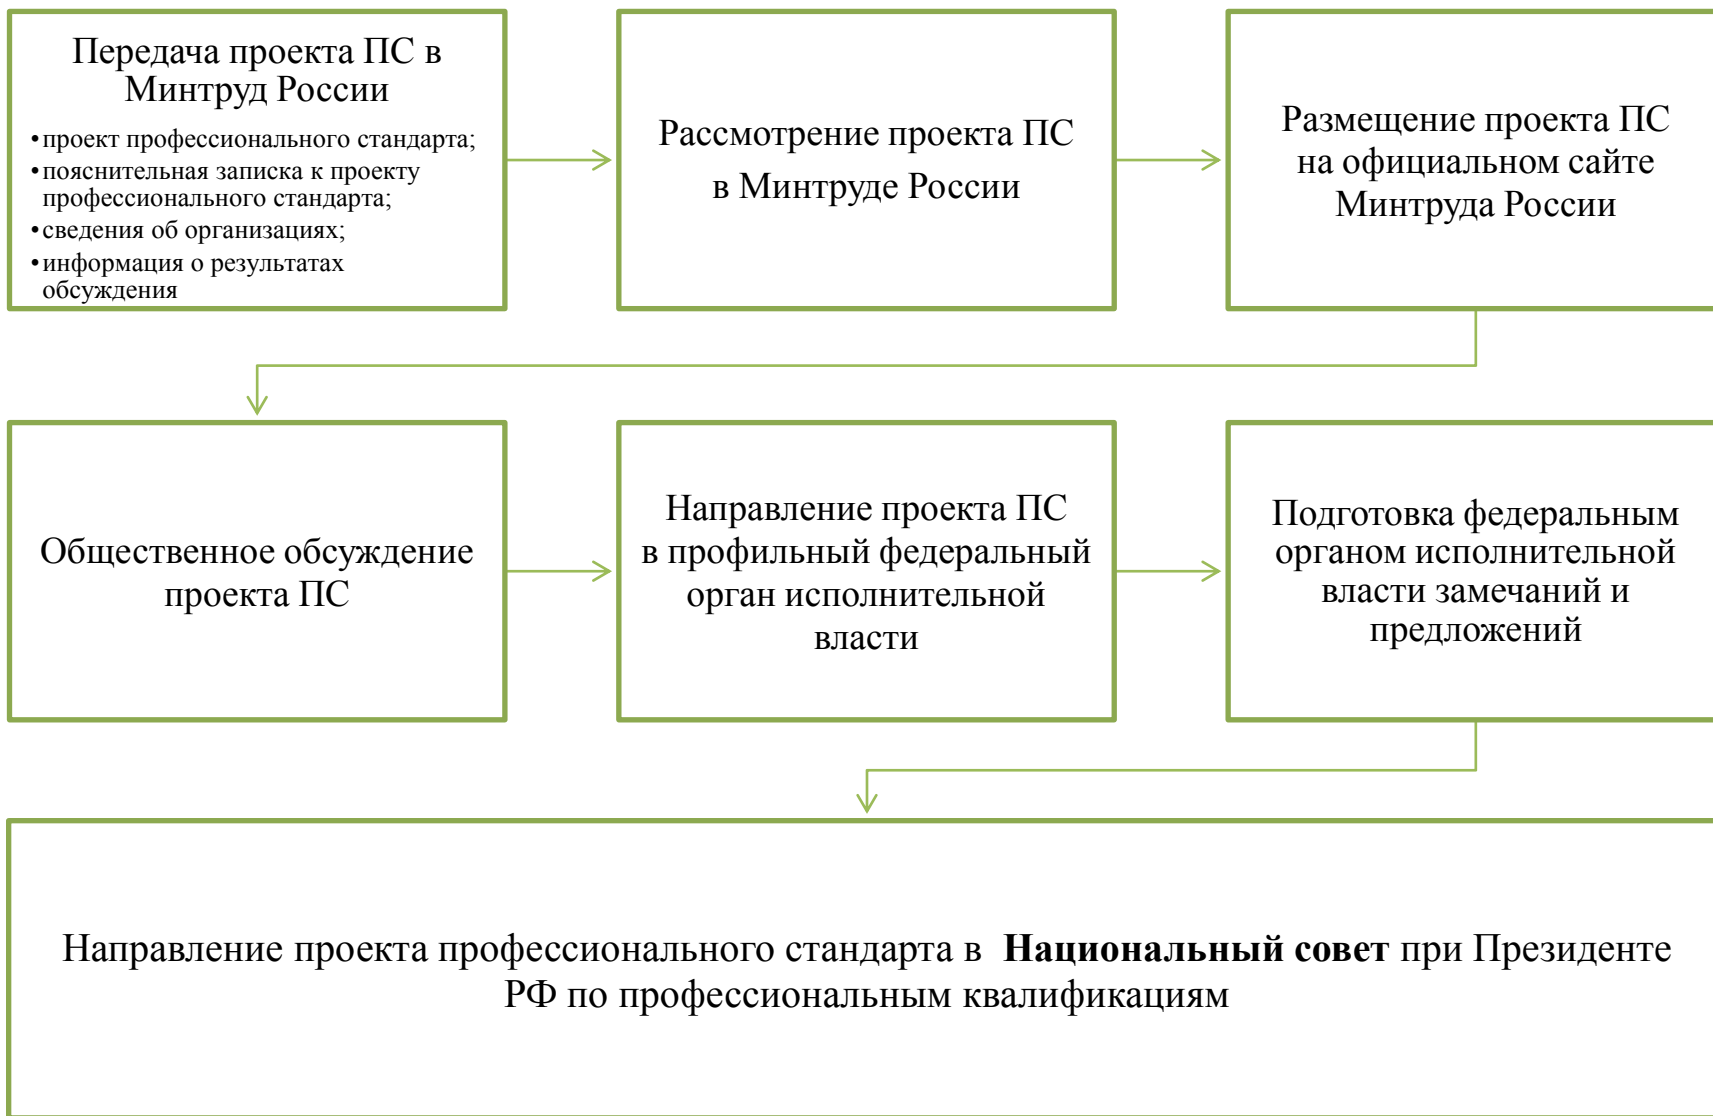 Передача проекта ПС в
Минтруд России
•проект профессионального стандарта;
•пояснительная записка к проекту
профессионального стандарта;
•сведения об организациях;
•информация о результатах
обсуждения
Рассмотрение проекта ПС
в Минтруде России
Размещение проекта ПС
на официальном сайте
Минтруда России
Общественное обсуждение
проекта ПС
Направление проекта ПС
в профильный федеральный
орган исполнительной
власти
Подготовка федеральным
органом исполнительной
власти замечаний и
предложений
Направление проекта профессионального стандарта в Национальный совет при Президенте
РФ по профессиональным квалификациям